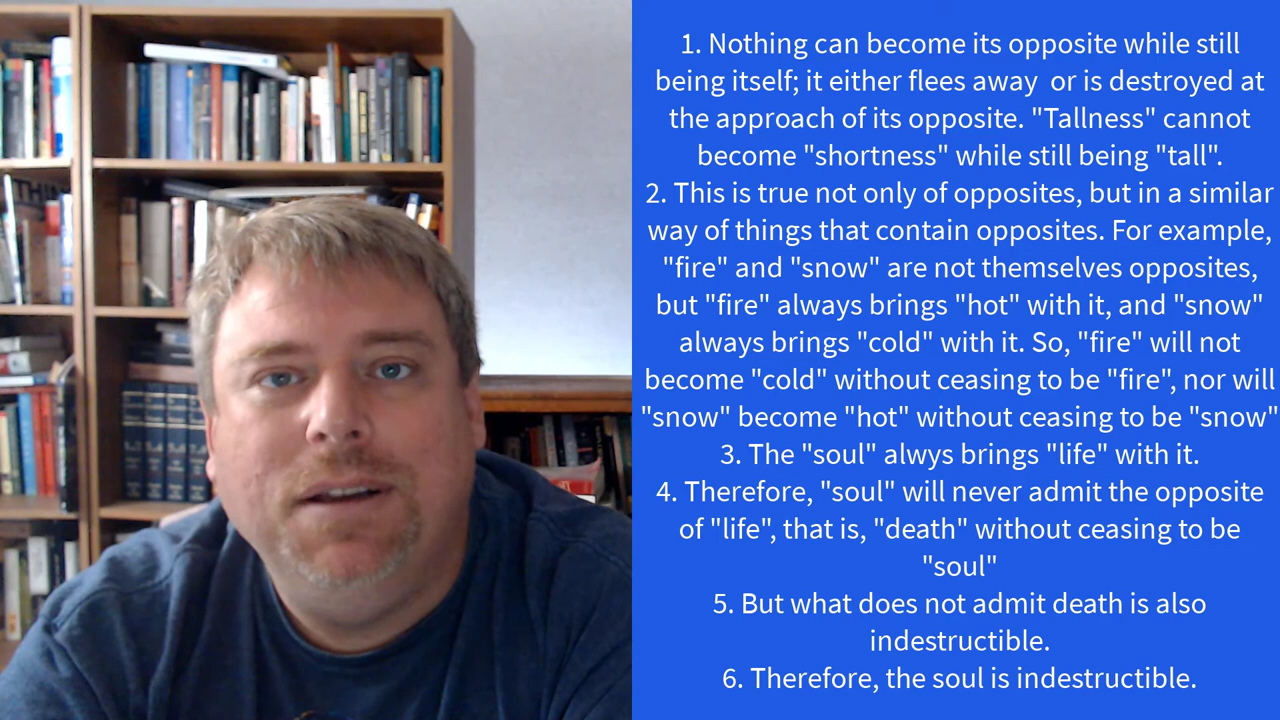 1. Nothing can become its opposite while still
being itself; it either flees away  or is destroyed at
the approach of its opposite. "Tallness" cannot
become "shortness" while still being "tall".
2. This is true not only of opposites, but in a similar
way of things that contain opposites. For example,
"fire" and "snow" are not themselves opposites,
but "fire" always brings "hot" with it, and "snow"
always brings "cold" with it. So, "fire" will not
become "cold" without ceasing to be "fire", nor will
"snow" become "hot" without ceasing to be "snow"
3. The "soul" alwys brings "life" with it.
4. Therefore, "soul" will never admit the opposite
of "life", that is, "death" without ceasing to be
"soul"
5. But what does not admit death is also
indestructible.
6. Therefore, the soul is indestructible.